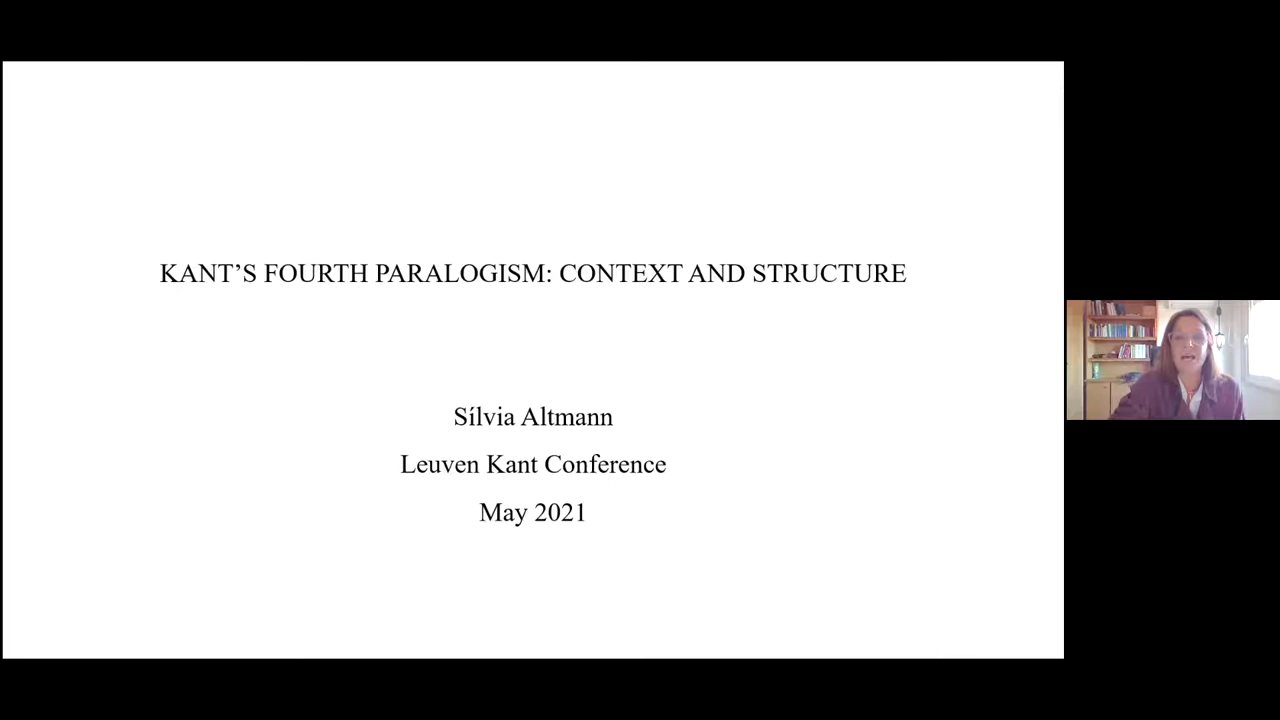 KANT’S FOURTH PARALOGISM: CONTEXT AND STRUCTURE
Sílvia Altmann
Leuven Kant Conference
May 2021